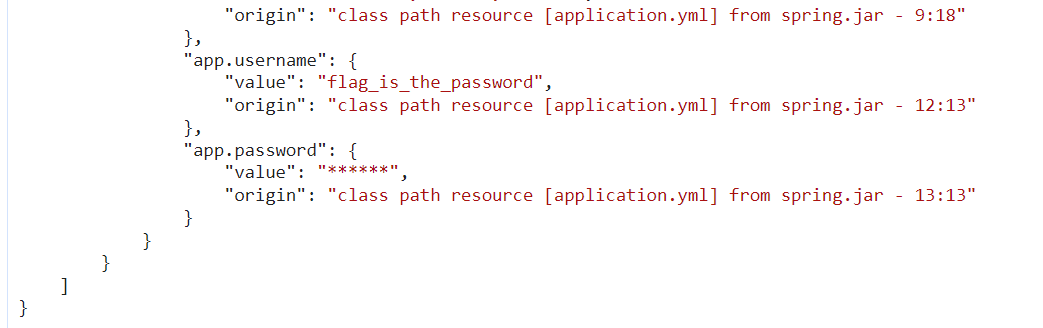 "origin": "class path resource [application.yml] from spring.jar - 9:18"
},
"app.username": {
"value": "flag_is_the_password",
"origin": "class path resource [application.yml] from spring.jar - 12:13"
},
"app.password": {
"value": "******",
"origin": "class path resource [application.yml] from spring.jar - 13:13"
}
}
}
]
}